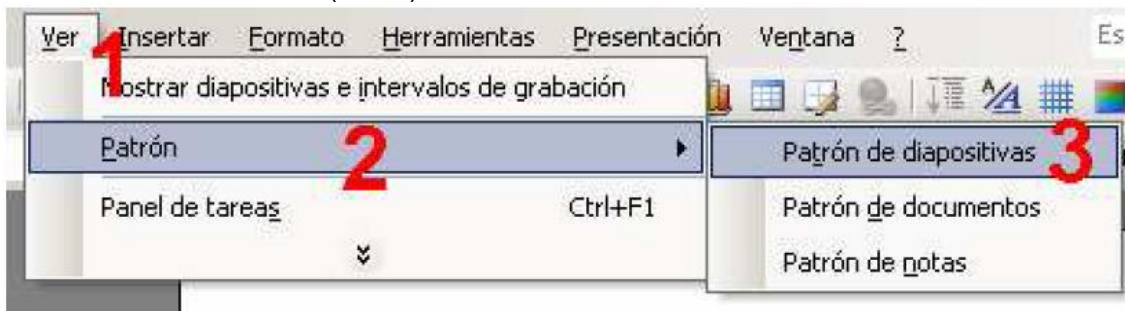 Ver Insertar Formato Herramientas Presentación Ventana ? Es
1
Mostrar diapositivas e intervalos de grabación
Patrón 2
Patrón de diapositivas 3
Panel de tareas Ctrl+F1
Patrón de documentos
Patrón de notas